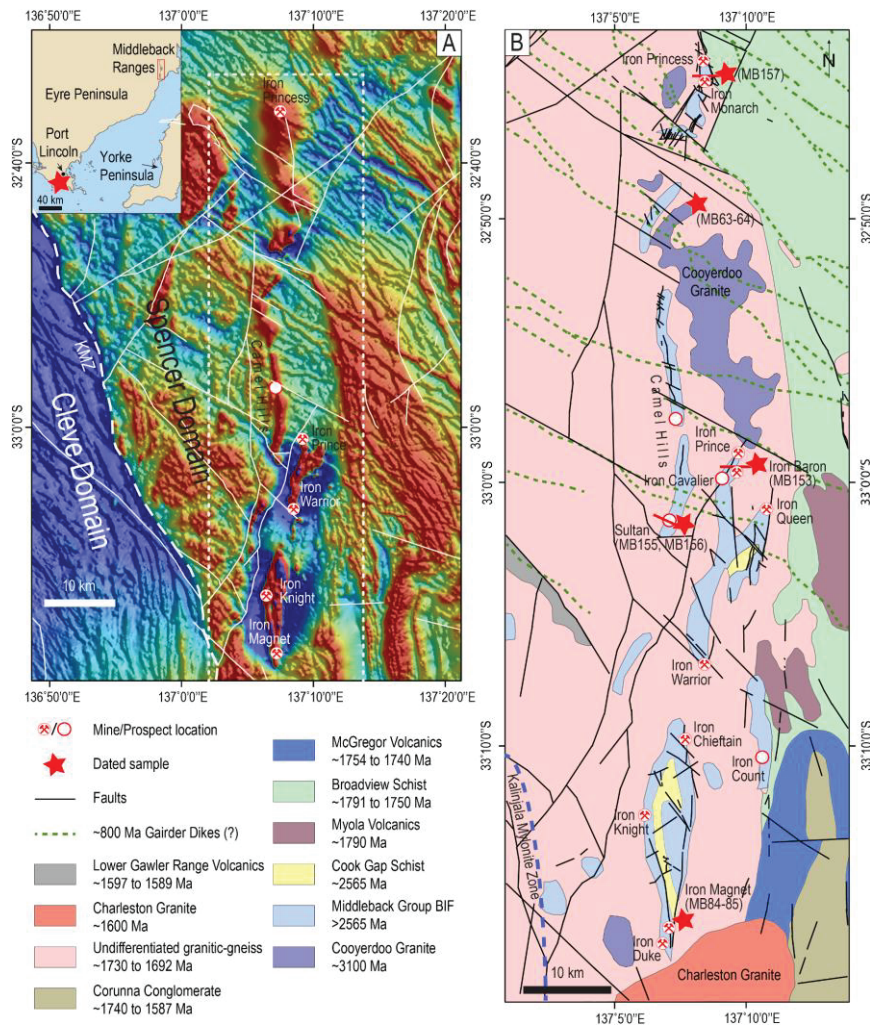 A
Middleback
Ranges
Eyre Peninsula
Port
Lincoln
Yorke
Peninsula
40 km
32°40'0"S
33°0'0"S
Iron
Princess
Spencer Domain
KMZ
Cleve Domain
Camel Hills
Iron
Prince
Iron
Warrior
Iron
Knight
Iron
Magnet
10 km
136°50'0"E
137°0'0"E
137°10'0"E
137°20'0"E
136°50'0"E
137°0'0"E
137°10'0"E
137°20'0"E
B
N
137°5'0"E
137°10'0"E
Iron Princess
(MB157)
Iron
Monarch
32°50'0"S
32°50'0"S
(MB63-64)
Cooyerdoo
Granite
Camel Hills
Iron
Prince
Iron Baron
(MB153)
Iron Cavalier
33°0'0"S
33°0'0"S
Iron
Queen
Sultan
(MB155, MB156)
Iron
Warrior
Iron
Chieftain
33°10'0"S
33°10'0"S
Iron
Count
Iron
Knight
Kalinjala Mylonite Zone
Iron Magnet
(MB84-85)
Iron
Duke
Charleston Granite
10 km
137°5'0"E
137°10'0"E
Mine/Prospect location
Dated sample
Faults
~800 Ma Gairder Dikes (?)
Lower Gawler Range Volcanics
~1597 to 1589 Ma
Charleston Granite
~1600 Ma
Undifferentiated granitic-gneiss
~1730 to 1692 Ma
Corunna Conglomerate
~1740 to 1587 Ma
McGregor Volcanics
~1754 to 1740 Ma
Broadview Schist
~1791 to 1750 Ma
Myola Volcanics
~1790 Ma
Cook Gap Schist
~2565 Ma
Middleback Group BIF
>2565 Ma
Cooyerdoo Granite
~3100 Ma